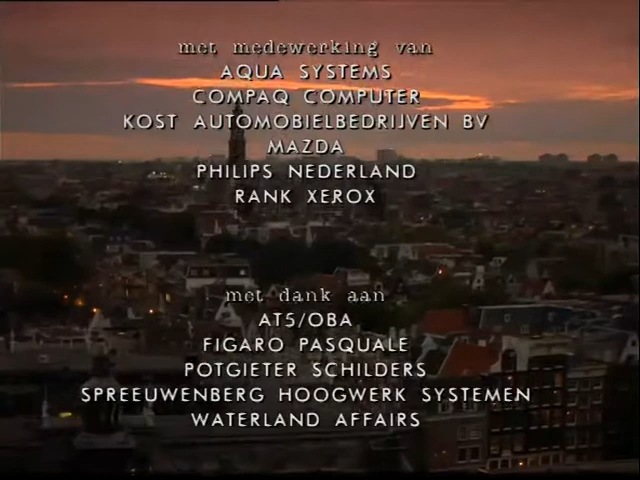 met medewerking van
AQUA SYSTEMS
COMPAQ COMPUTER
KOST AUTOMOBIELBEDRIJVEN BV
MAZDA
PHILIPS NEDERLAND
RANK XEROX
met dank aan
AT5/OBA
FIGARO PASQUALE
POTGIETER SCHILDERS
SPREEUWENBERG HOOGWERK SYSTEMEN
WATERLAND AFFAIRS